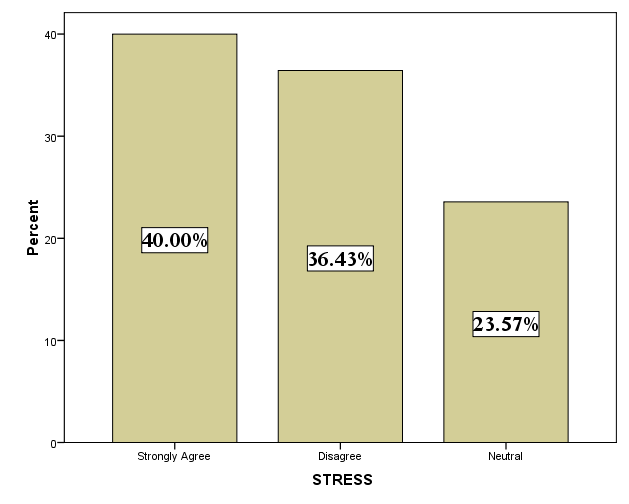 40
30
20
10
0
Percent
40.00%
36.43%
23.57%
Strongly Agree
Disagree
Neutral
STRESS